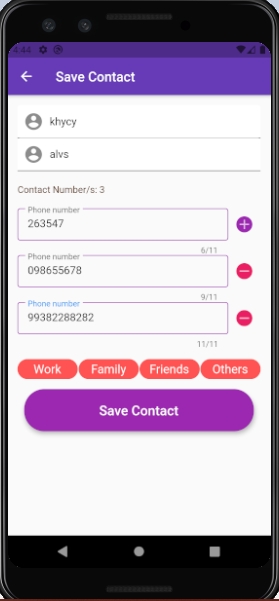 4:44
Save Contact
khycy
alvs
Contact Number/s: 3
Phone number
263547
6/11
Phone number
098655678
9/11
Phone number
99382288282
11/11
Work Family Friends Others
Save Contact